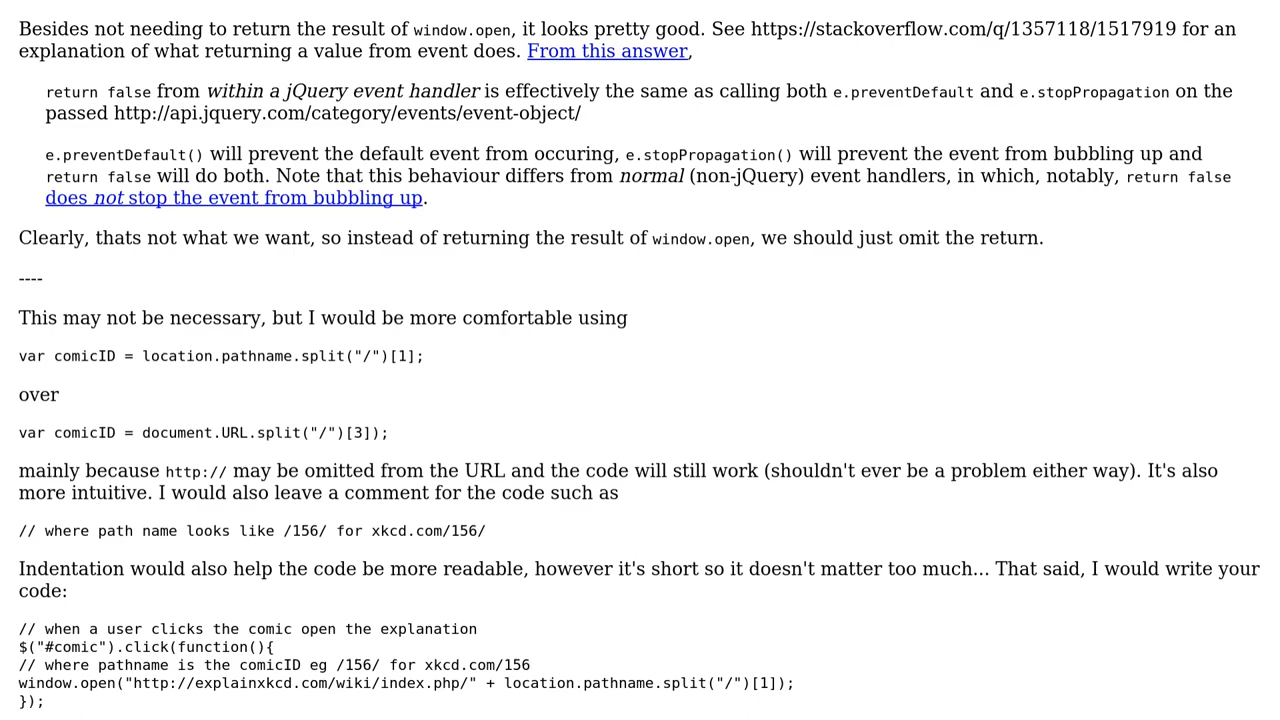 Besides not needing to return the result of window.open, it looks pretty good. See https://stackoverflow.com/q/1357118/1517919 for an
explanation of what returning a value from event does. From this answer,
return false from within a jQuery event handler is effectively the same as calling both e.preventDefault and e.stopPropagation on the
passed http://api.jquery.com/category/events/event-object/
e.preventDefault() will prevent the default event from occuring, e.stopPropagation() will prevent the event from bubbling up and
return false will do both. Note that this behaviour differs from normal (non-jQuery) event handlers, in which, notably, return false
does not stop the event from bubbling up.
Clearly, thats not what we want, so instead of returning the result of window.open, we should just omit the return.
----
This may not be necessary, but I would be more comfortable using
var comicID = location.pathname.split("/")[1];
over
var comicID = document.URL.split("/")[3]);
mainly because http:// may be omitted from the URL and the code will still work (shouldn't ever be a problem either way). It's also
more intuitive. I would also leave a comment for the code such as
// where path name looks like /156/ for xkcd.com/156/
Indentation would also help the code be more readable, however it's short so it doesn't matter too much... That said, I would write your
code:
// when a user clicks the comic open the explanation
$("#comic").click(function(){
// where pathname is the comicID eg /156/ for xkcd.com/156
window.open("http://explainxkcd.com/wiki/index.php/" + location.pathname.split("/")[1]);
});